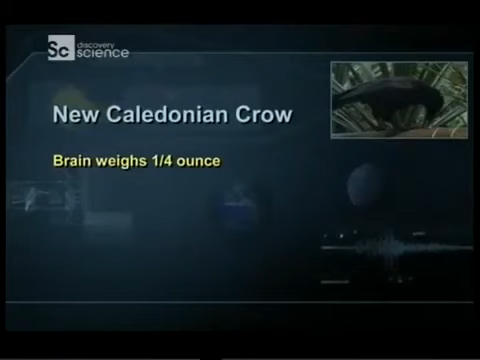 Sc discovery
science
New Caledonian Crow
Brain weighs 1/4 ounce